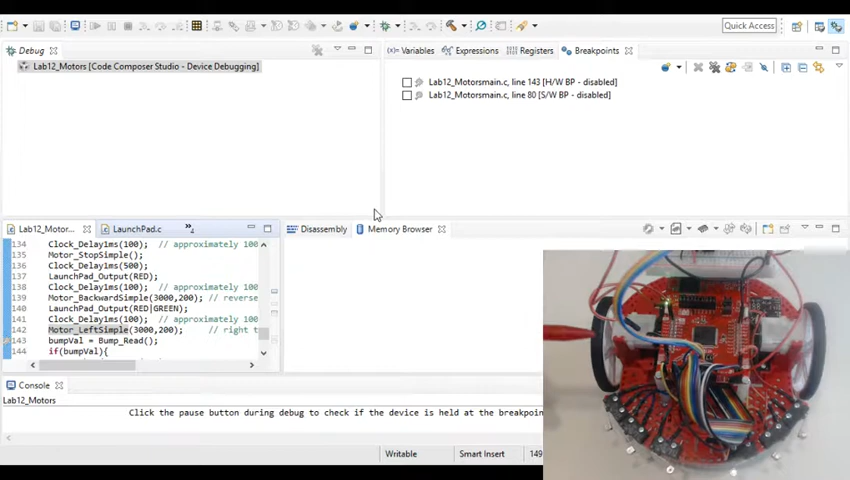 Quick Access
Debug
Variables
Expressions
Registers
Breakpoints
Lab12_Motors [Code Composer Studio - Device Debugging]
Lab12_Motorsmain.c, line 143 [H/W BP - disabled]
Lab12_Motorsmain.c, line 80 [S/W BP - disabled]
Lab12_Motor...
LaunchPad.c
Disassembly
Memory Browser
134 Clock_Delay1ms(100); // approximately 100
135 Motor_StopSimple();
136 Clock_Delay1ms(500);
137 LaunchPad_Output(RED);
138 Clock_Delay1ms(100); // approximately 100
139 Motor_BackwardSimple(3000,200); // reverse
140 LaunchPad_Output(RED|GREEN);
141 Clock_Delay1ms(100); // approximately 100
142 Motor_LeftSimple(3000,200); // right t
143 bumpVal = Bump_Read();
144 if(bumpVal){
Console
Lab12_Motors
Click the pause button during debug to check if the device is held at the breakpoin
Writable
Smart Insert
149